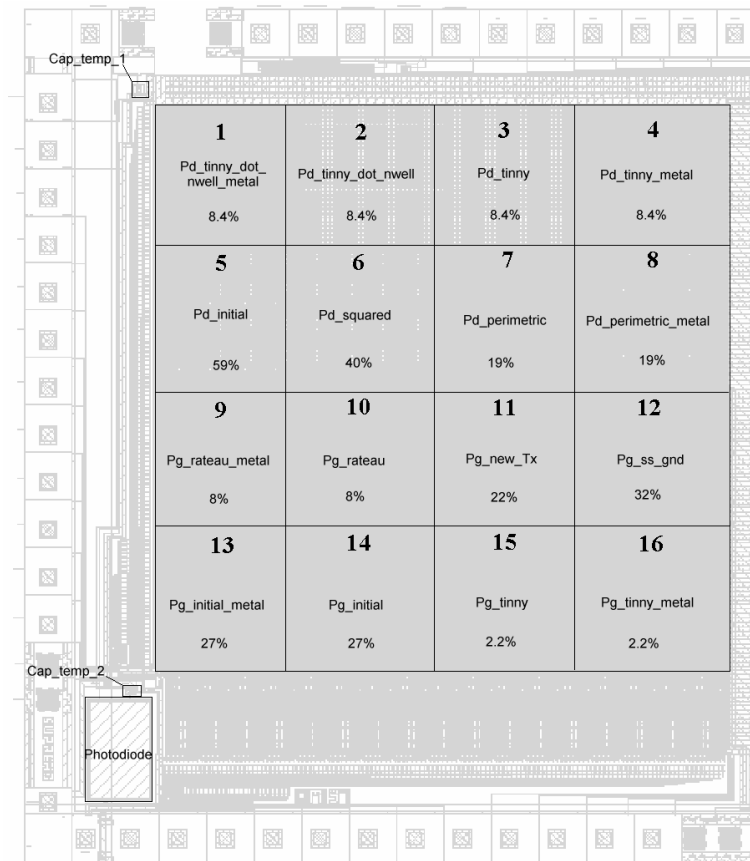 Cap_temp_1
1 2 3 4
Pd_tinny_dot_
nwell_metal
Pd_tinny_dot_nwell
Pd_tinny
Pd_tinny_metal
8.4% 8.4% 8.4% 8.4%
5 6 7 8
Pd_initial Pd_squared Pd_perimetric Pd_perimetric_metal
59% 40% 19% 19%
9 10 11 12
Pg_rateau_metal Pg_rateau Pg_new_Tx Pg_ss_gnd
8% 8% 22% 32%
13 14 15 16
Pg_initial_metal Pg_initial Pg_tinny Pg_tinny_metal
27% 27% 2.2% 2.2%
Cap_temp_2
Photodiode